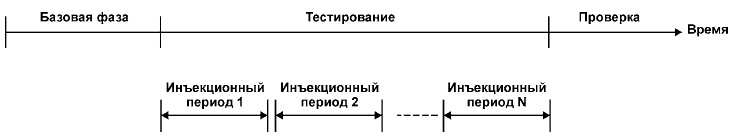 Базовая фаза
Тестирование
Проверка
Время
Инъекционный
период 1
Инъекционный
период 2
Инъекционный
период N